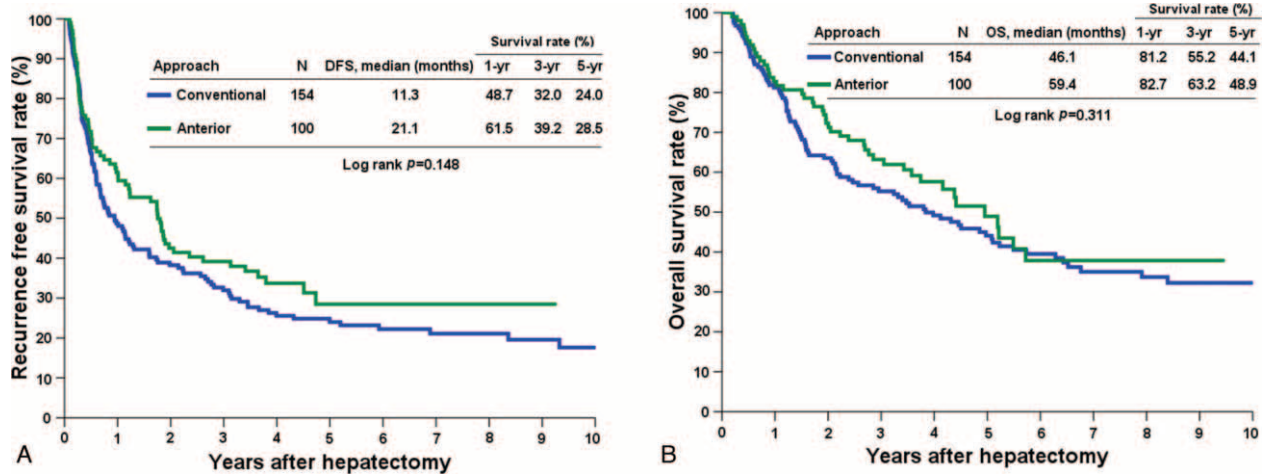 Recurrence free survival rate (%)
100
90
80
70
60
50
40
30
20
10
0
Survival rate (%)
Approach N DFS, median (months) 1-yr 3-yr 5-yr
Conventional 154 11.3 48.7 32.0 24.0
Anterior 100 21.1 61.5 39.2 28.5
Log rank p=0.148
0 1 2 3 4 5 6 7 8 9 10
Years after hepatectomy
A
Overall survival rate (%)
100
90
80
70
60
50
40
30
20
10
0
Survival rate (%)
Approach N OS, median (months) 1-yr 3-yr 5-yr
Conventional 154 46.1 81.2 55.2 44.1
Anterior 100 59.4 82.7 63.2 48.9
Log rank p=0.311
0 1 2 3 4 5 6 7 8 9 10
Years after hepatectomy
B